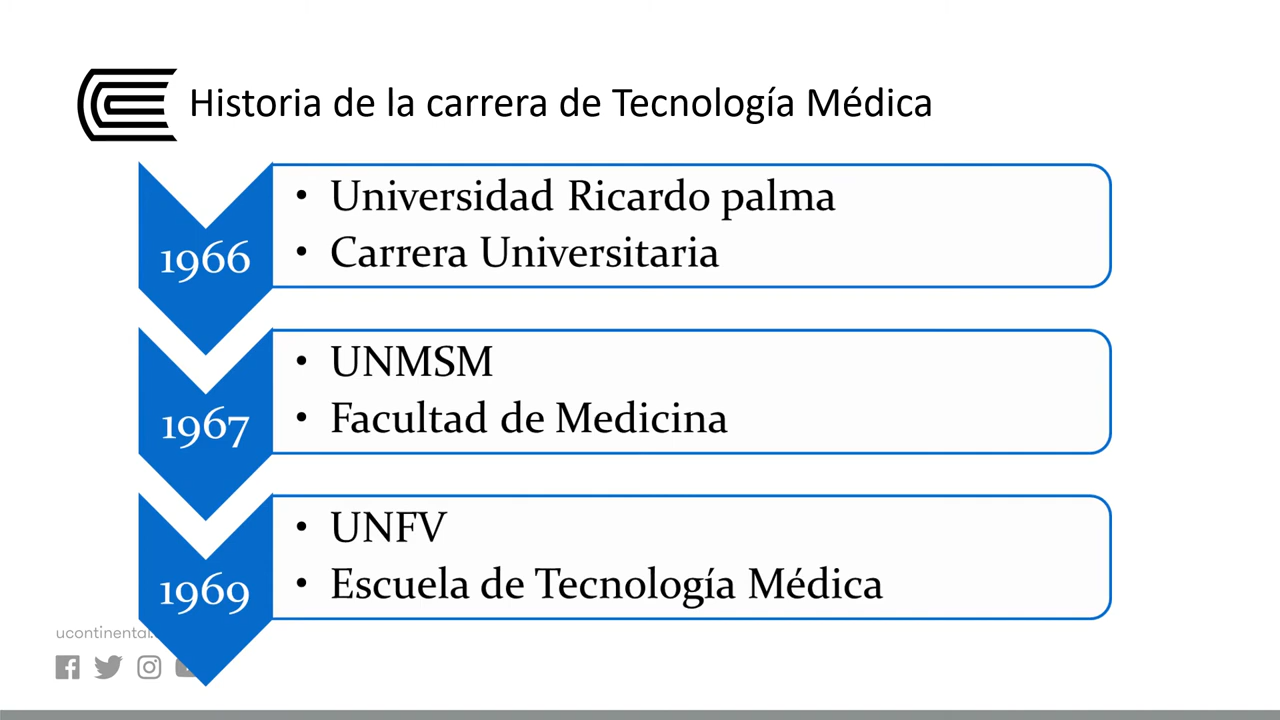 Historia de la carrera de Tecnología Médica
1966
• Universidad Ricardo palma
• Carrera Universitaria
1967
• UNMSM
• Facultad de Medicina
1969
• UNFV
• Escuela de Tecnología Médica
ucontinental.